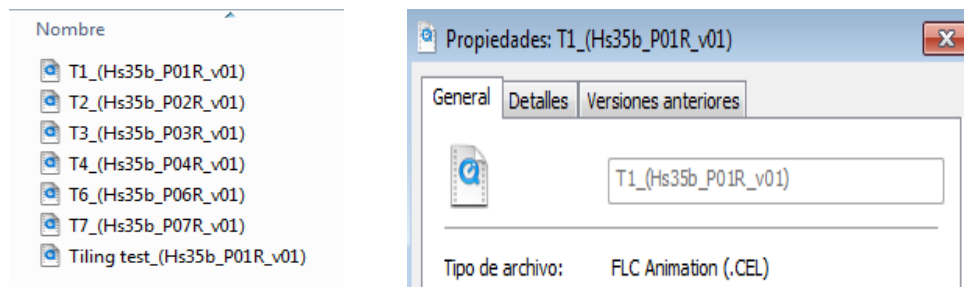 Nombre
T1_(Hs35b_P01R_v01)
T2_(Hs35b_P02R_v01)
T3_(Hs35b_P03R_v01)
T4_(Hs35b_P04R_v01)
T6_(Hs35b_P06R_v01)
T7_(Hs35b_P07R_v01)
Tiling test_(Hs35b_P01R_v01)
Propiedades: T1_(Hs35b_P01R_v01)
General Detalles Versiones anteriores
T1_(Hs35b_P01R_v01)
Tipo de archivo: FLC Animation (.CEL)